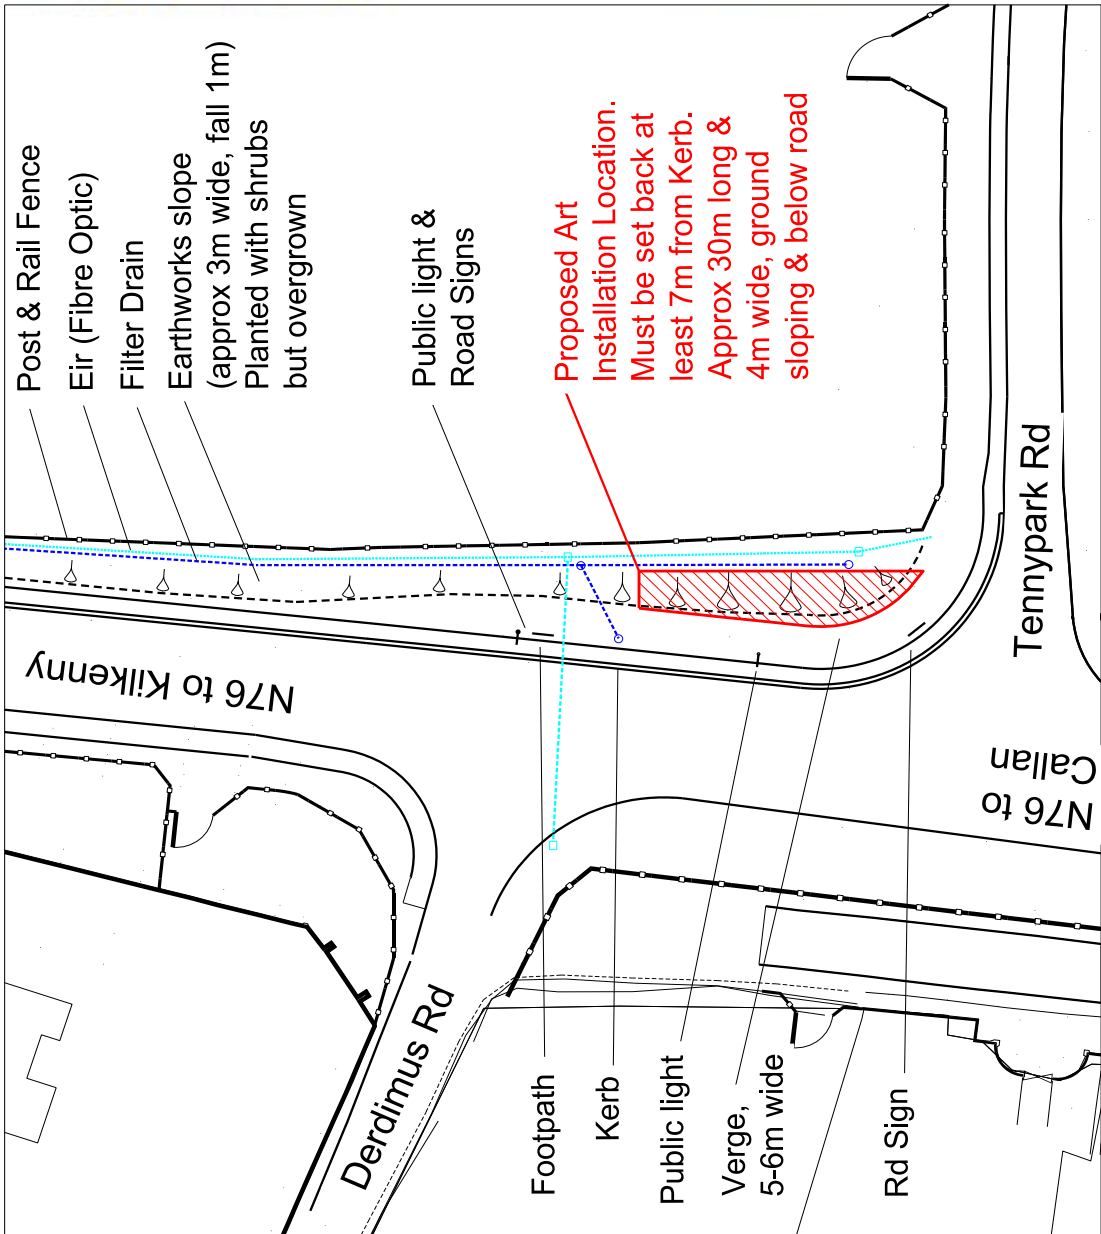 Post & Rail Fence
Eir (Fibre Optic)
Filter Drain
Earthworks slope
(approx 3m wide, fall 1m)
Planted with shrubs
but overgrown
Public light &
Road Signs
Proposed Art
Installation Location.
Must be set back at
least 7m from Kerb.
Approx 30m long &
4m wide, ground
sloping & below road
N76 to Kilkenny
Tennypark Rd
N76 to
Callan
Derdimus Rd
Footpath
Kerb
Public light
Verge,
5-6m wide
Rd Sign